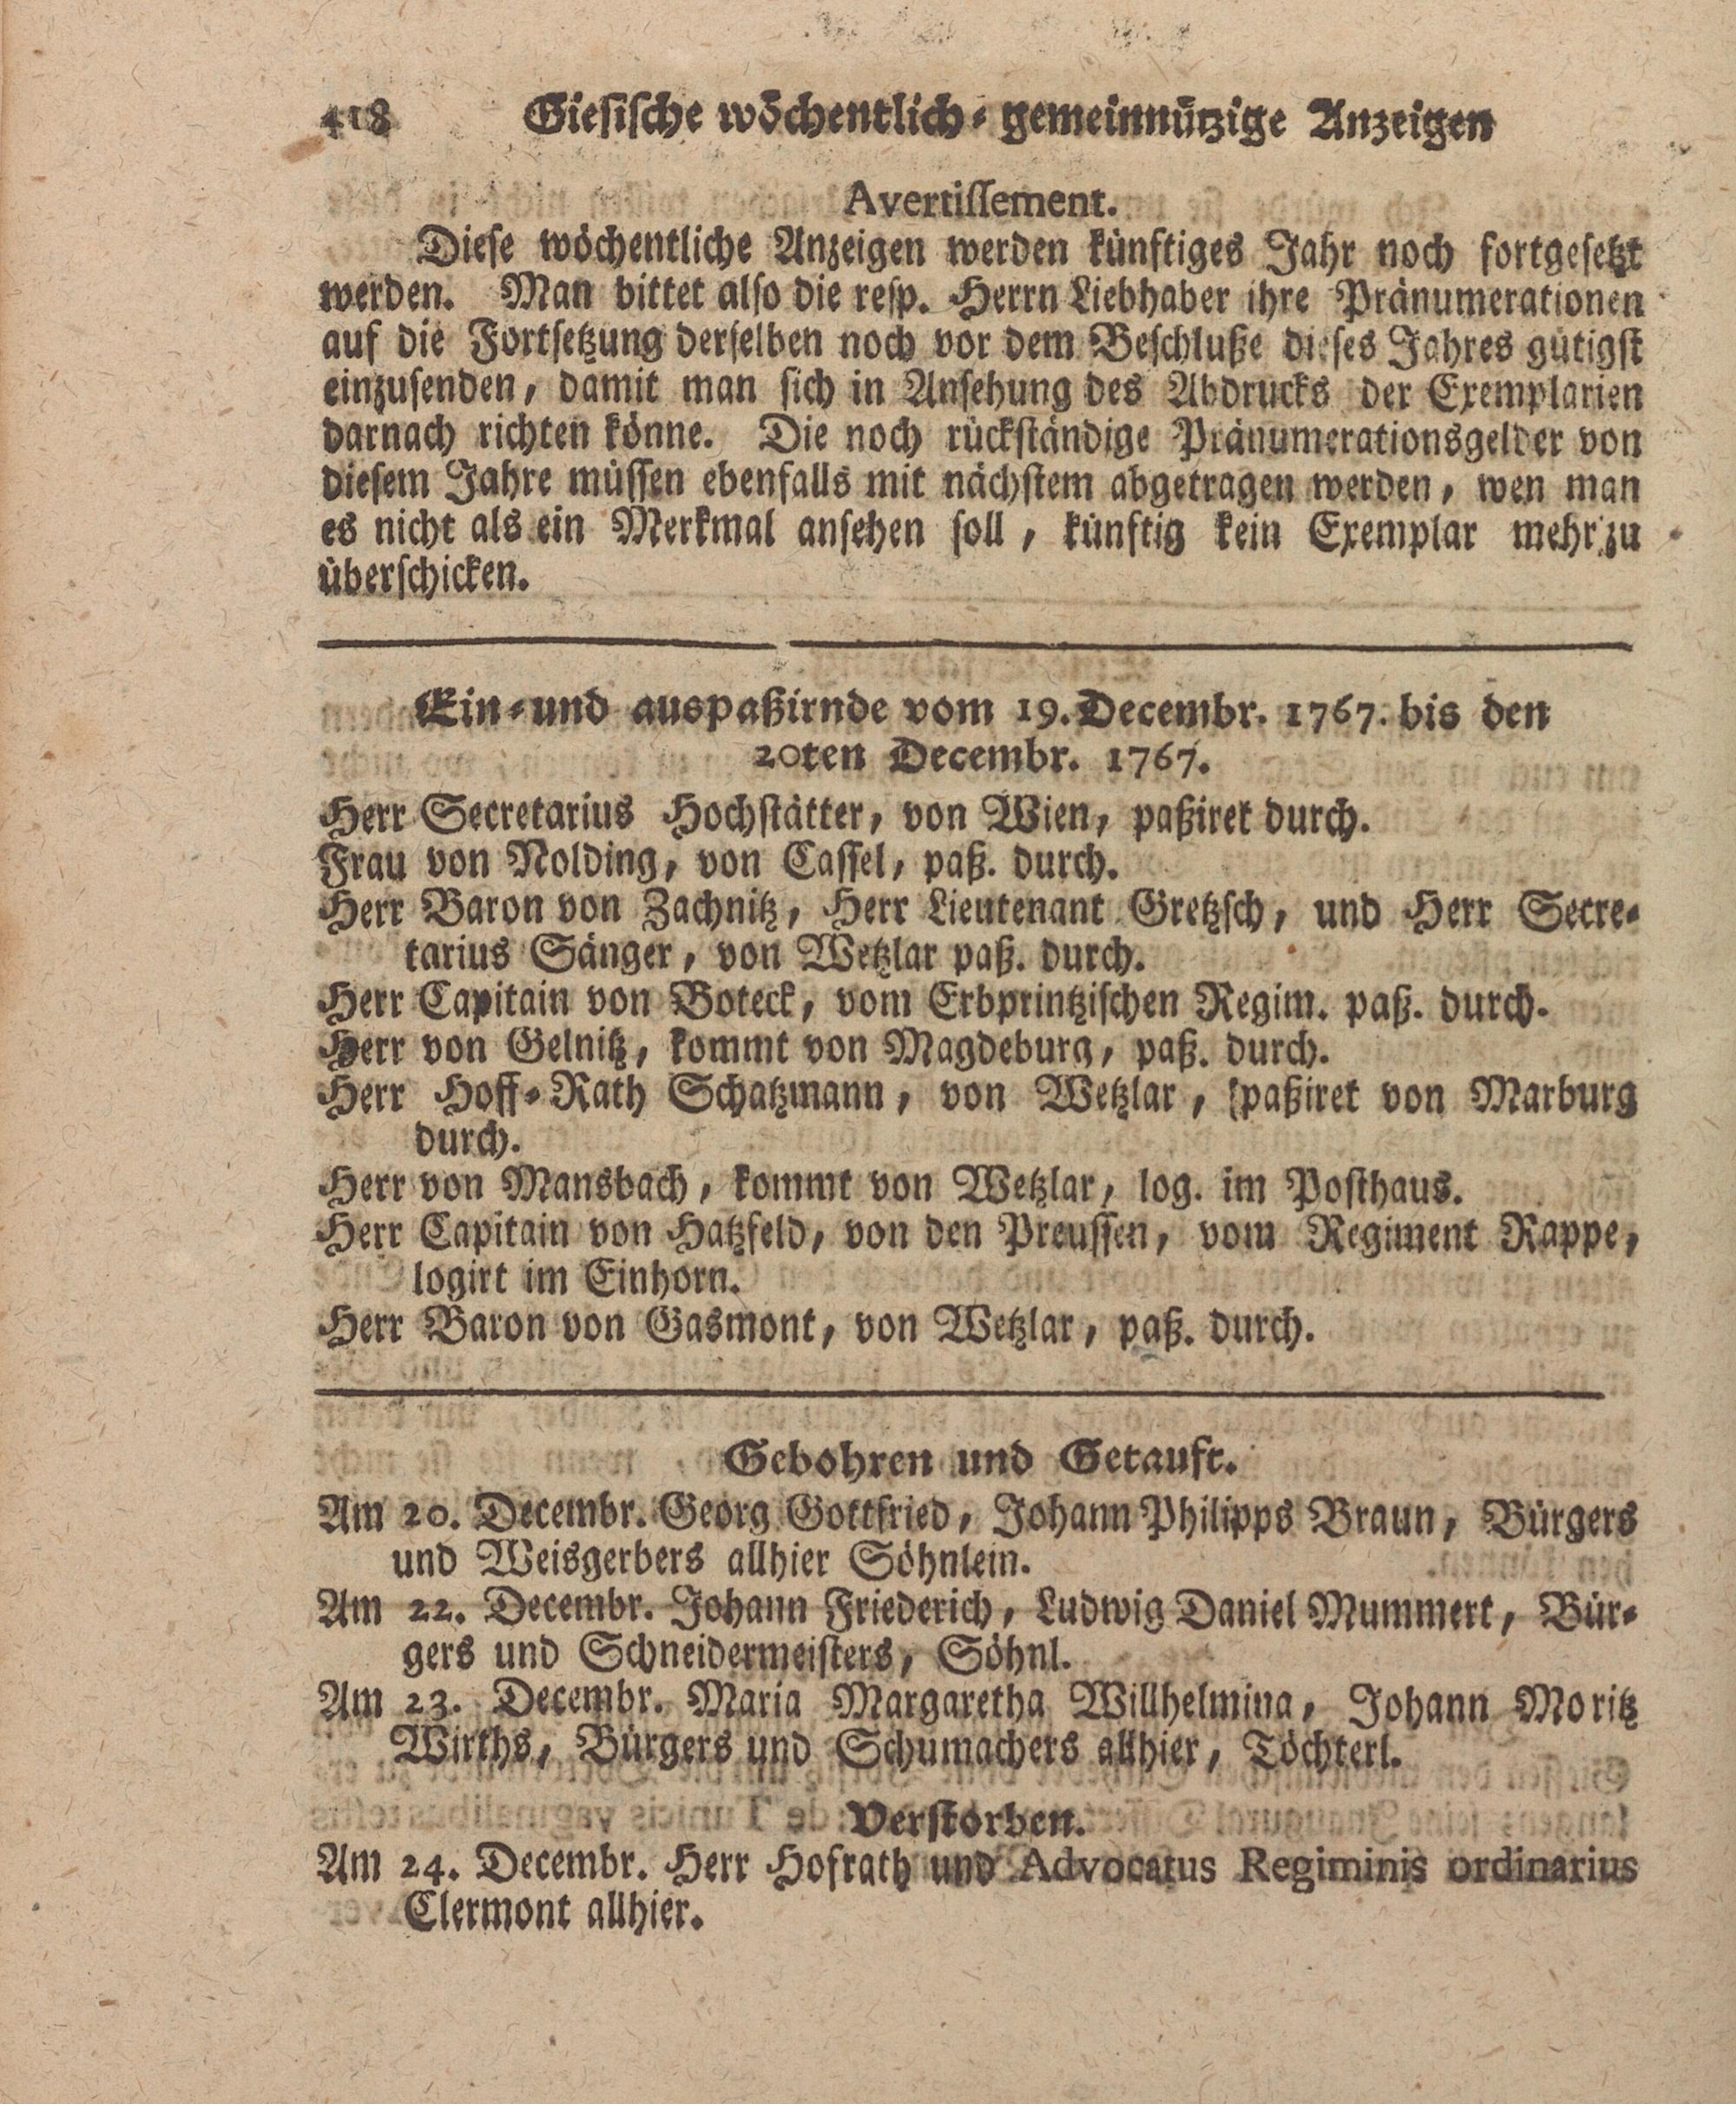 418 Giesische wöchentlich-gemeinnützige Anzeigen
Avertissement.
Diese wöchentliche Anzeigen werden künftiges Jahr noch fortgesetzt
werden. Man bittet also die resp. Herrn Liebhaber ihre Pränumerationen
auf die Fortsetzung derselben noch vor dem Beschluße dieses Jahres gütigst
einzusenden, damit man sich in Ansehung des Abdrucks der Exemplarien
darnach richten könne. Die noch rückständige Pränumerationsgelder von
diesem Jahre müssen ebenfalls mit nächstem abgetragen werden, wen man
es nicht als ein Merkmal ansehen soll, künftig kein Exemplar mehr zu
überschicken.
Ein-und auspaßirnde vom 19. Decembr. 1767. bis den
20ten Decembr. 1767.
Herr Secretarius Hochstätter, von Wien, paßiret durch.
Frau von Nolding, von Cassel, paß. durch.
Herr Baron von Zachnitz, Herr Lieutenant Gretzsch, und Herr Secre-
tarius Sänger, von Wetzlar paß. durch.
Herr Capitain von Boteck, vom Erbprintzischen Regim. paß. durch.
Herr von Gelnitz, kommt von Magdeburg, paß. durch.
Herr Hoff-Rath Schatzmann, von Wetzlar, paßiret von Marburg
durch.
Herr von Mansbach, kommt von Wetzlar, log. im Posthaus.
Herr Capitain von Hatzfeld, von den Preussen, vom Regiment Rappe,
logirt im Einhorn.
Herr Baron von Gasmont, von Wetzlar, paß. durch.
Gebohren und Getauft.
Am 20. Decembr. Georg Gottfried, Johann Philipps Braun, Bürgers
und Weisgerbers allhier Söhnlein.
Am 22. Decembr. Johann Friederich, Ludwig Daniel Mummert, Bür-
gers und Schneidermeisters, Söhnl.
Am 23. Decembr. Maria Margaretha Willhelmina, Johann Moritz
Wirths, Bürgers und Schumachers allhier, Töchterl.
Verstorben.
Am 24. Decembr. Herr Hofrath und Advocatus Regiminis ordinarius
Clermont allhier.